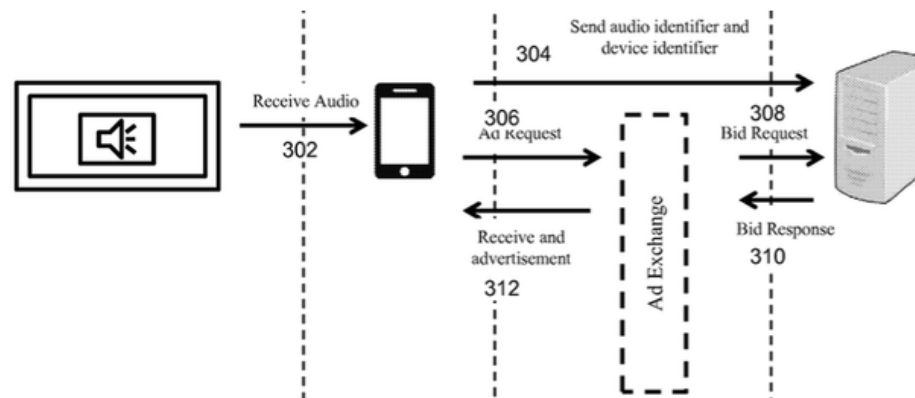 Send audio identifier and
device identifier
304
Receive Audio
302
306
Ad Request
308
Bid Request
Ad Exchange
Receive and
advertisement
312
Bid Response
310